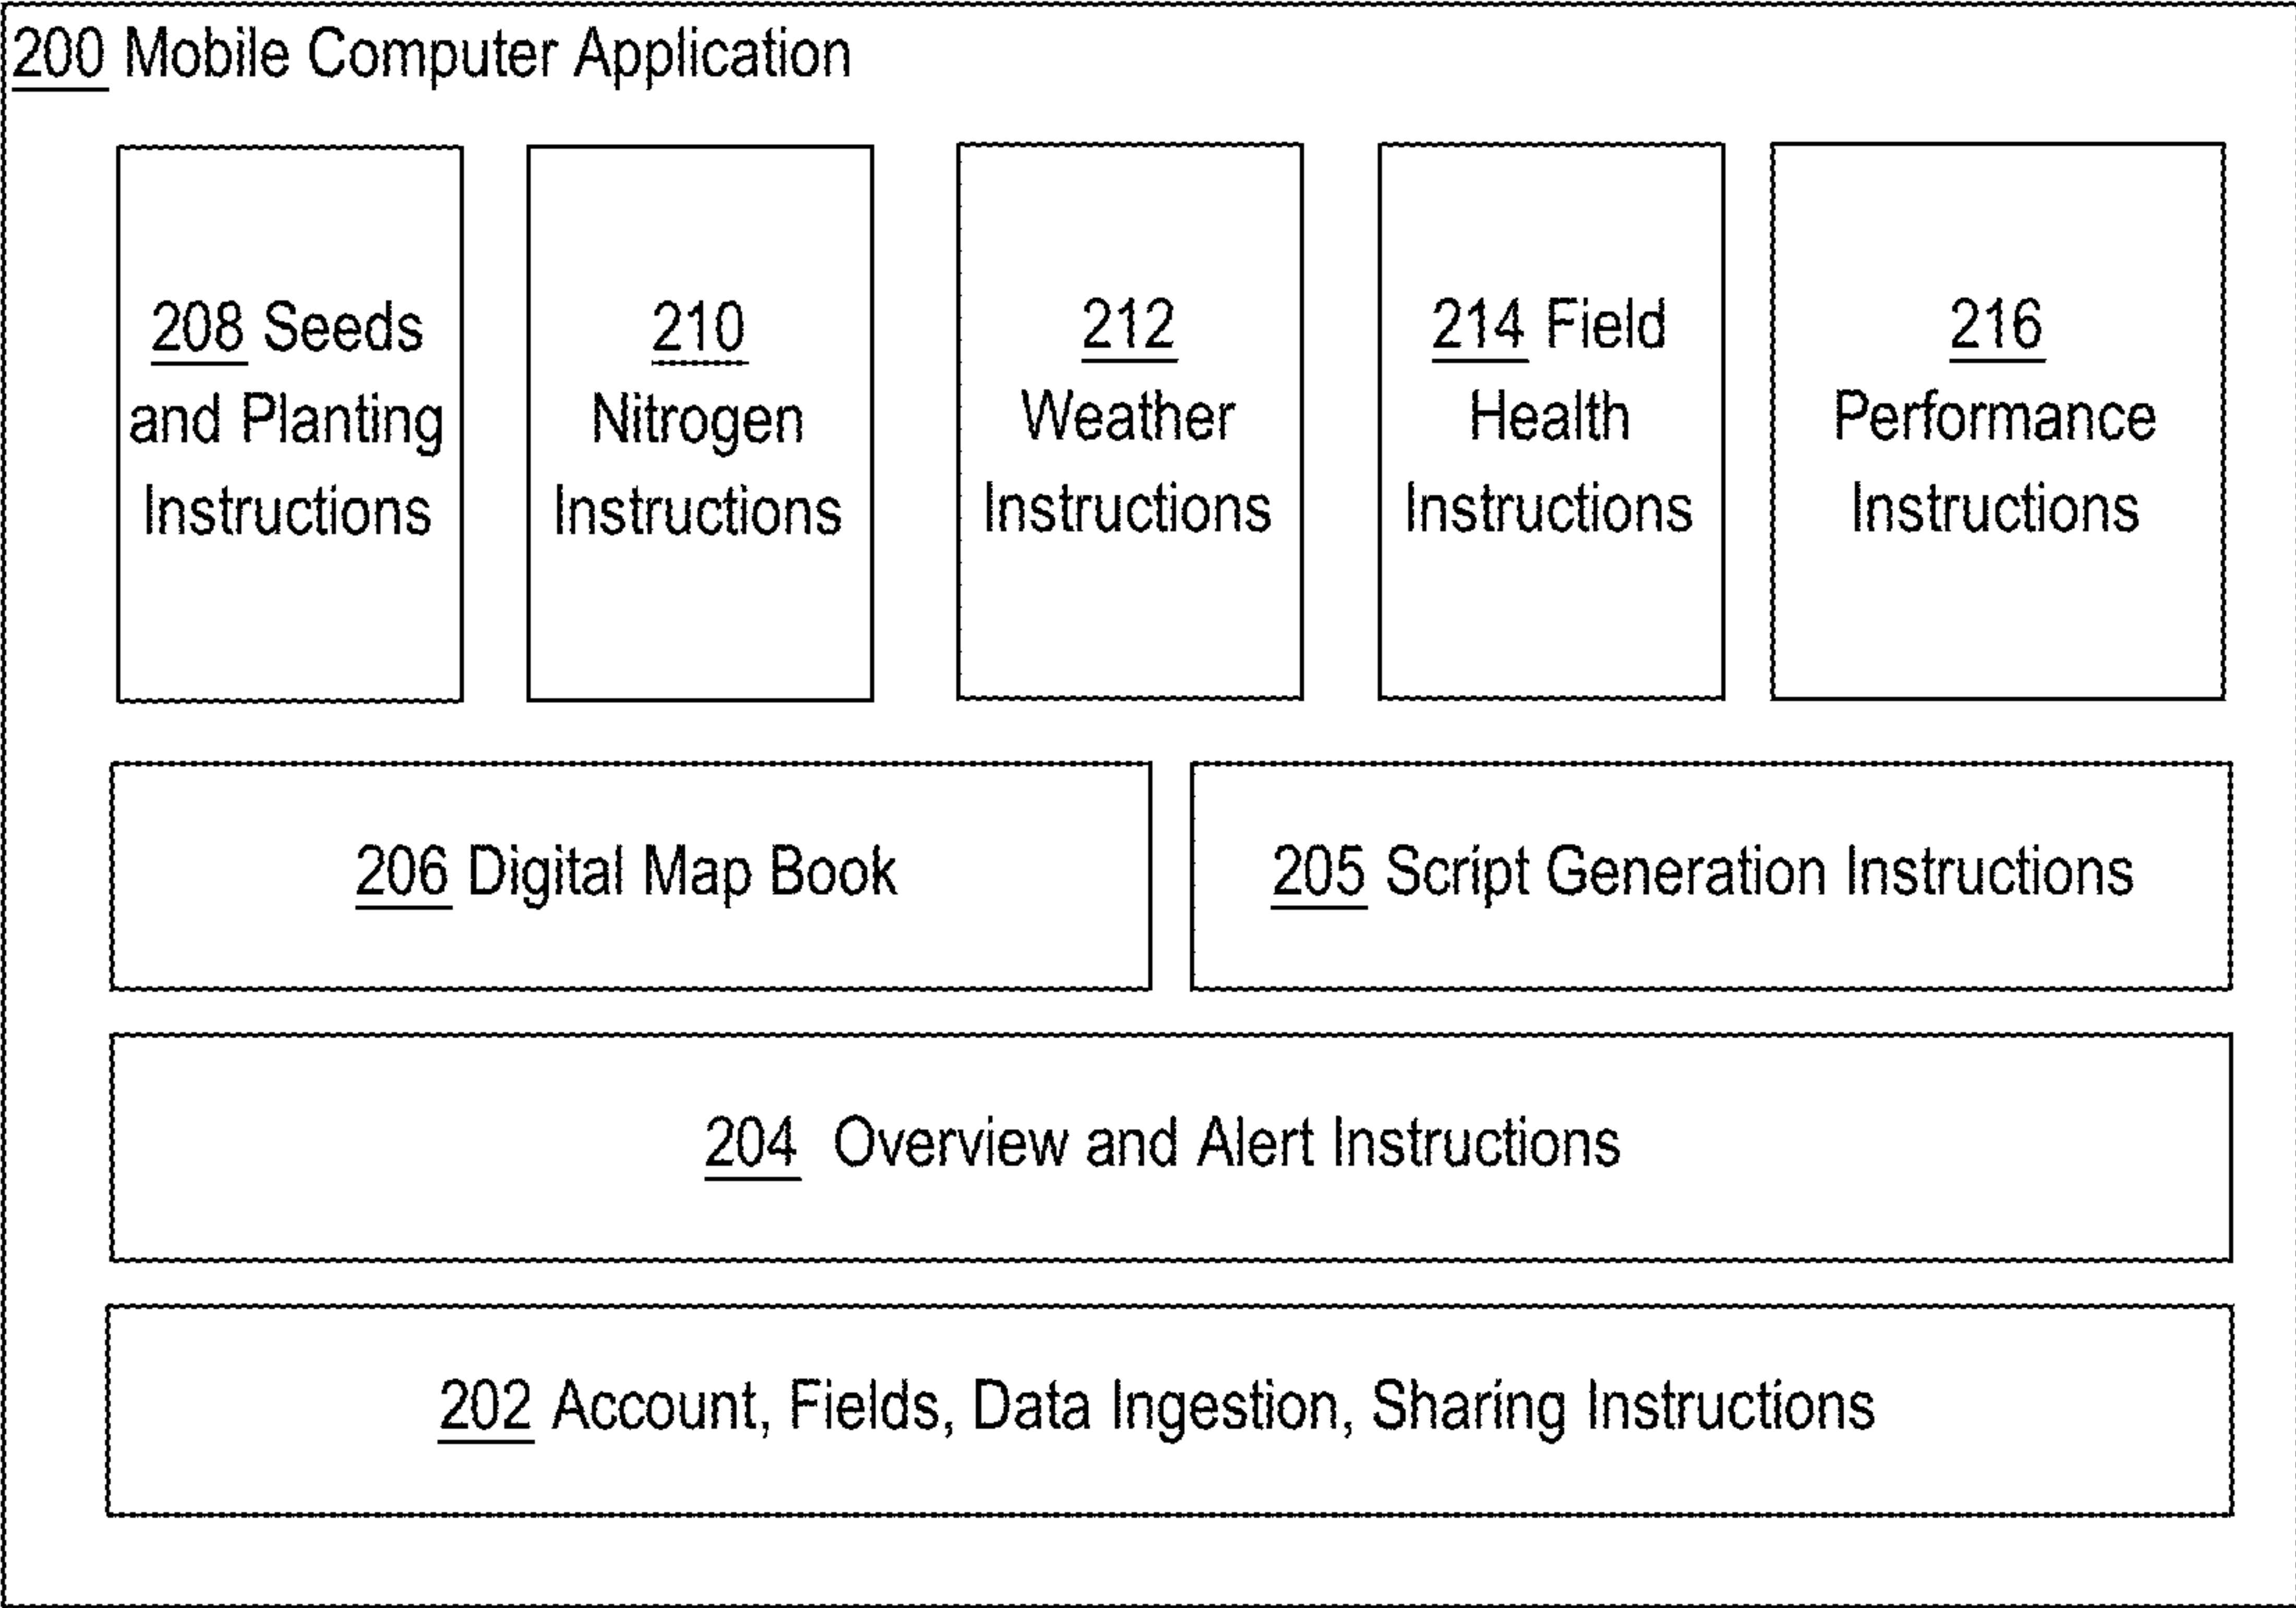 200 Mobile Computer Application
208 Seeds
and Planting
Instructions
210
Nitrogen
Instructions
212
Weather
Instructions
214 Field
Health
Instructions
216
Performance
Instructions
206 Digital Map Book
205 Script Generation Instructions
204 Overview and Alert Instructions
202 Account, Fields, Data Ingestion, Sharing Instructions